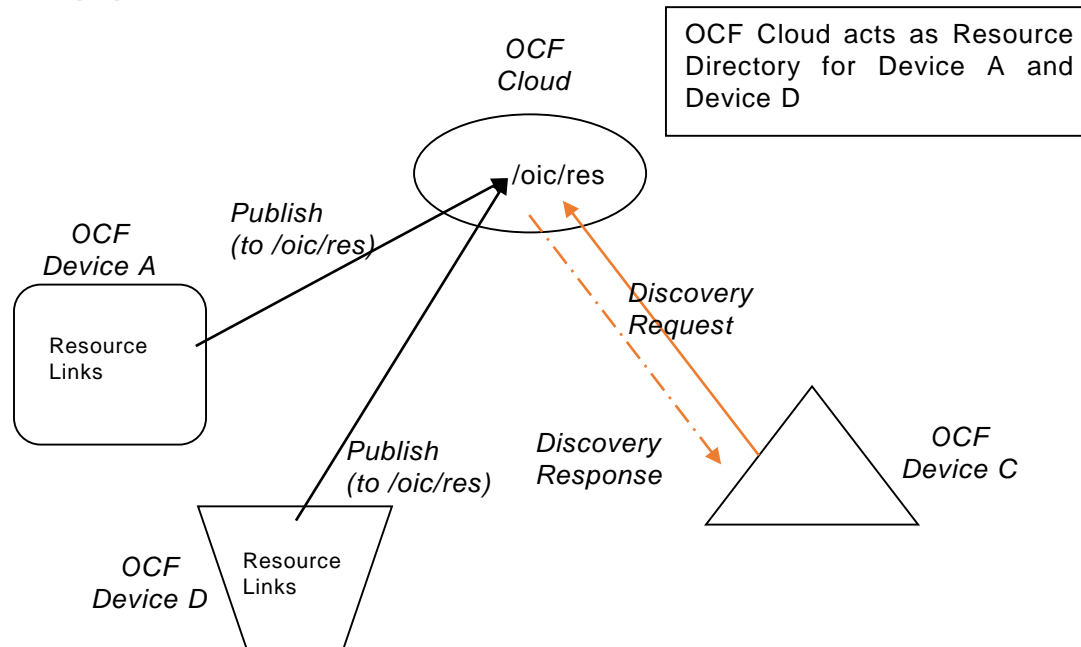 OCF
Cloud
OCF Cloud acts as Resource
Directory for Device A and
Device D
/oic/res
Publish
(to /oic/res)
OCF
Device A
Resource
Links
Discovery
Request
Publish
(to /oic/res)
Discovery
Response
OCF
Device C
OCF
Device D
Resource
Links